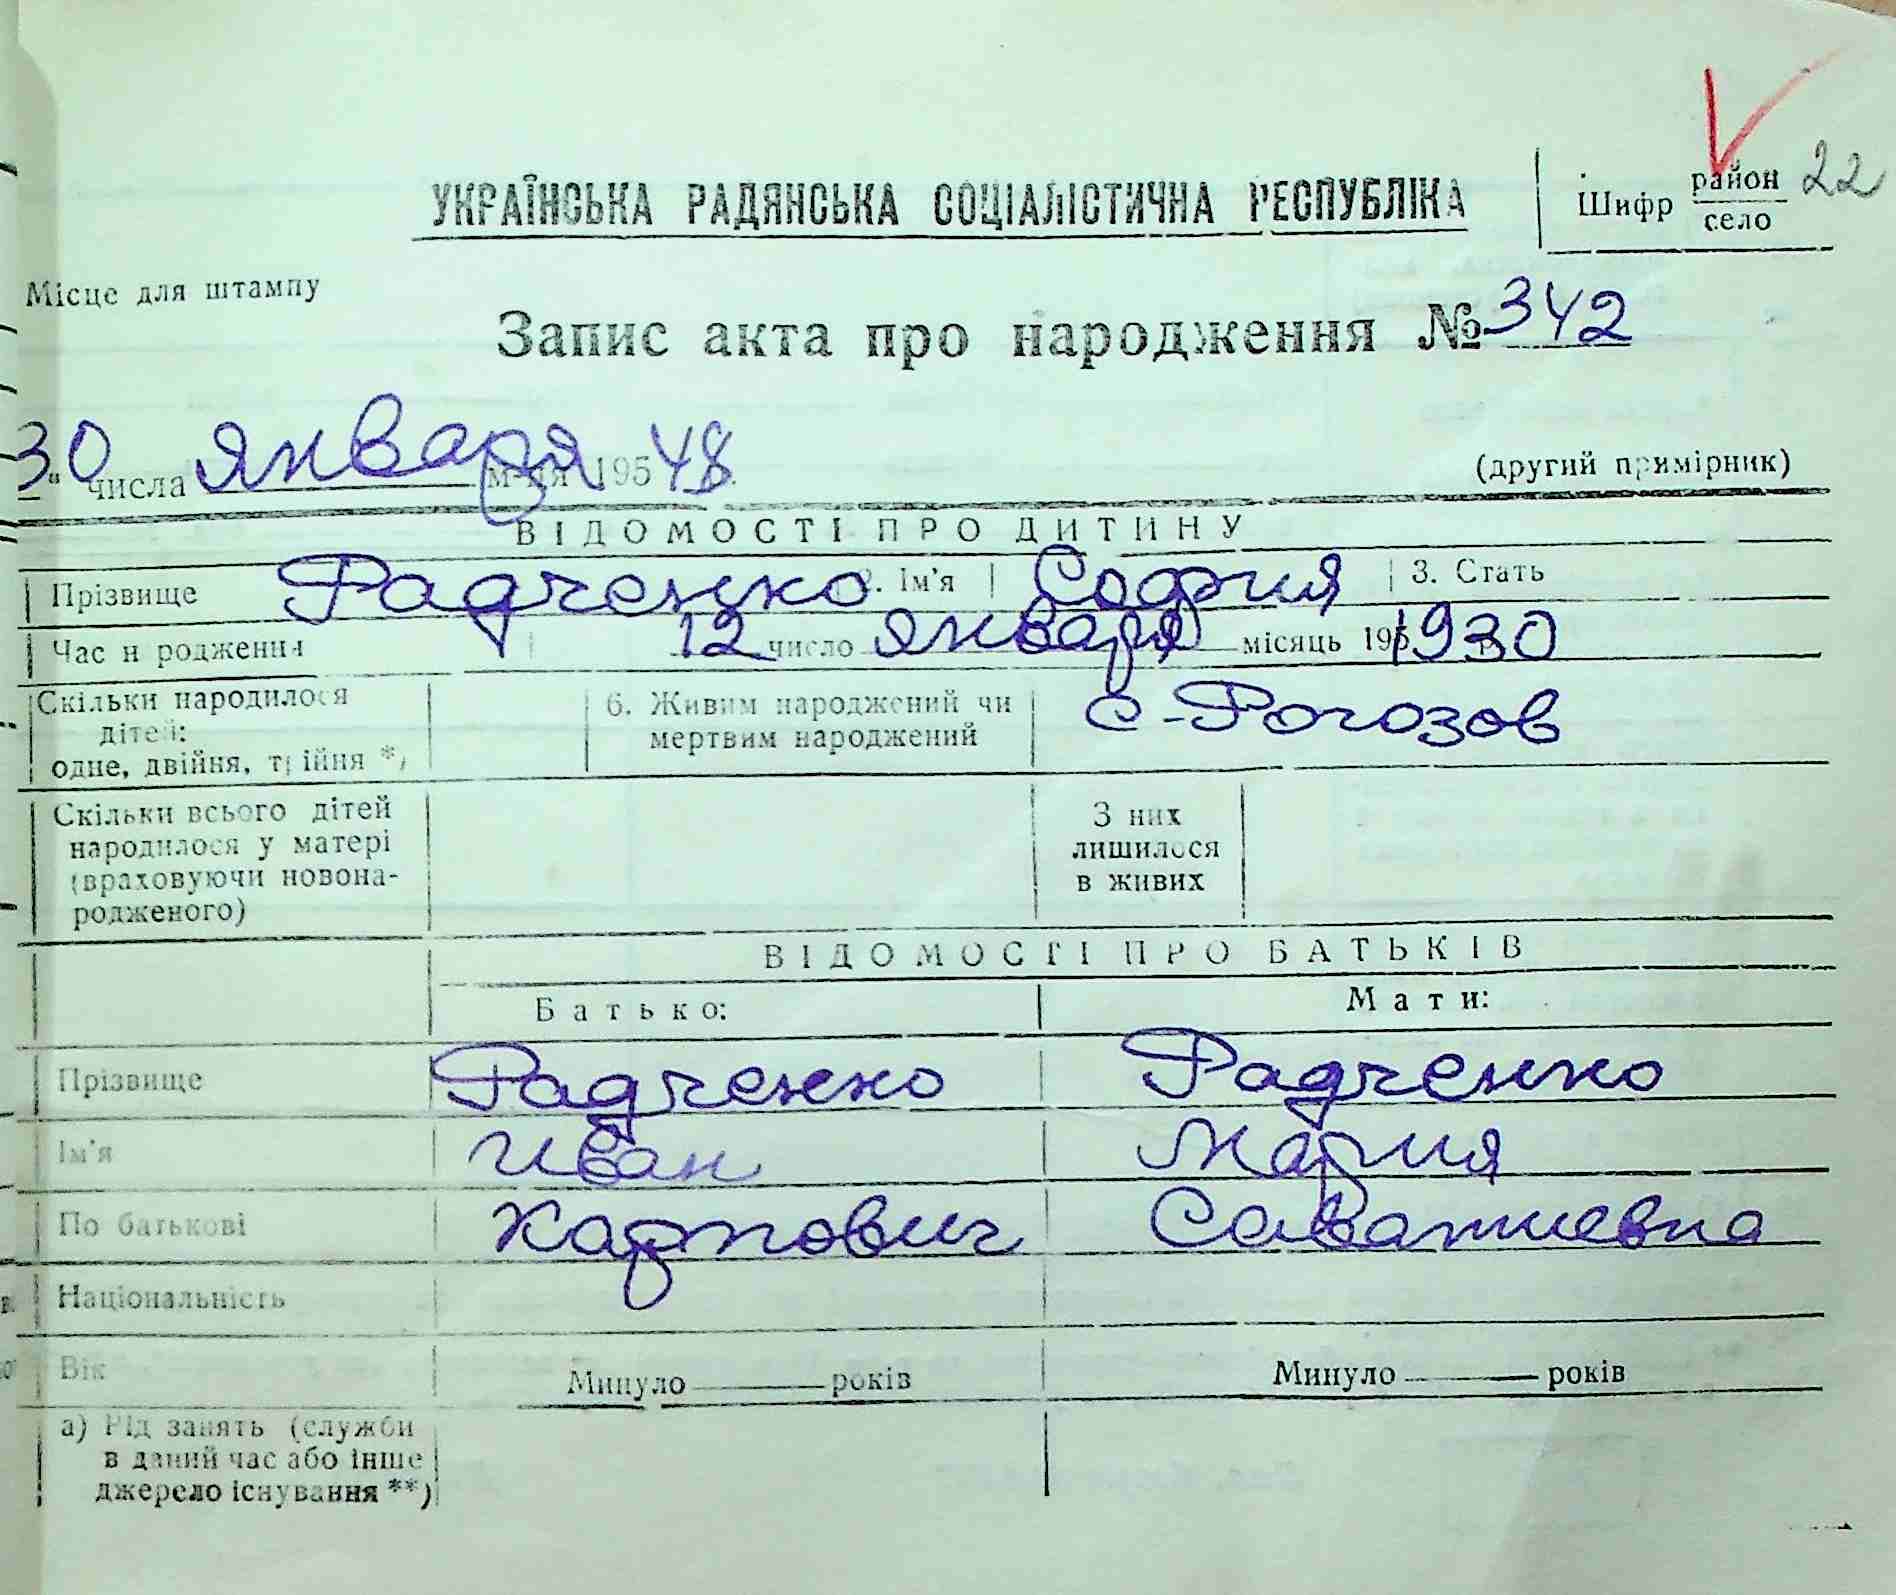 УКРАЇНСЬКА РАДЯНСЬКА СОЦІАЛІСТИЧНА РЕСПУБЛІКА
Шифр район село 22
Місце для штампу
Запис акта про народження № 342
30 " числа января м-ця 195 48
(другий примірник)
ВІДОМОСТІ ПРО ДИТИНУ
Прізвище Радченко 2. Ім'я София 3. Стать
Час народження 12 число января місяць 195 1930
Скільки народилося дітей: одне, двійня, трійня *) 6. Живим народжений чи мертвим народжений с-Рогозов
Скільки всього дітей народилося у матері (враховуючи новонародженого) З них лишилося в живих
ВІДОМОСТІ ПРО БАТЬКІВ
Батько: Мати:
Прізвище Радченко Радченко
Ім'я Иван Мария
По батькові Карпович Саватиевна
Національність
Вік Минуло років Минуло років
а) Рід занять (служби
в даний час або інше
джерело існування **)